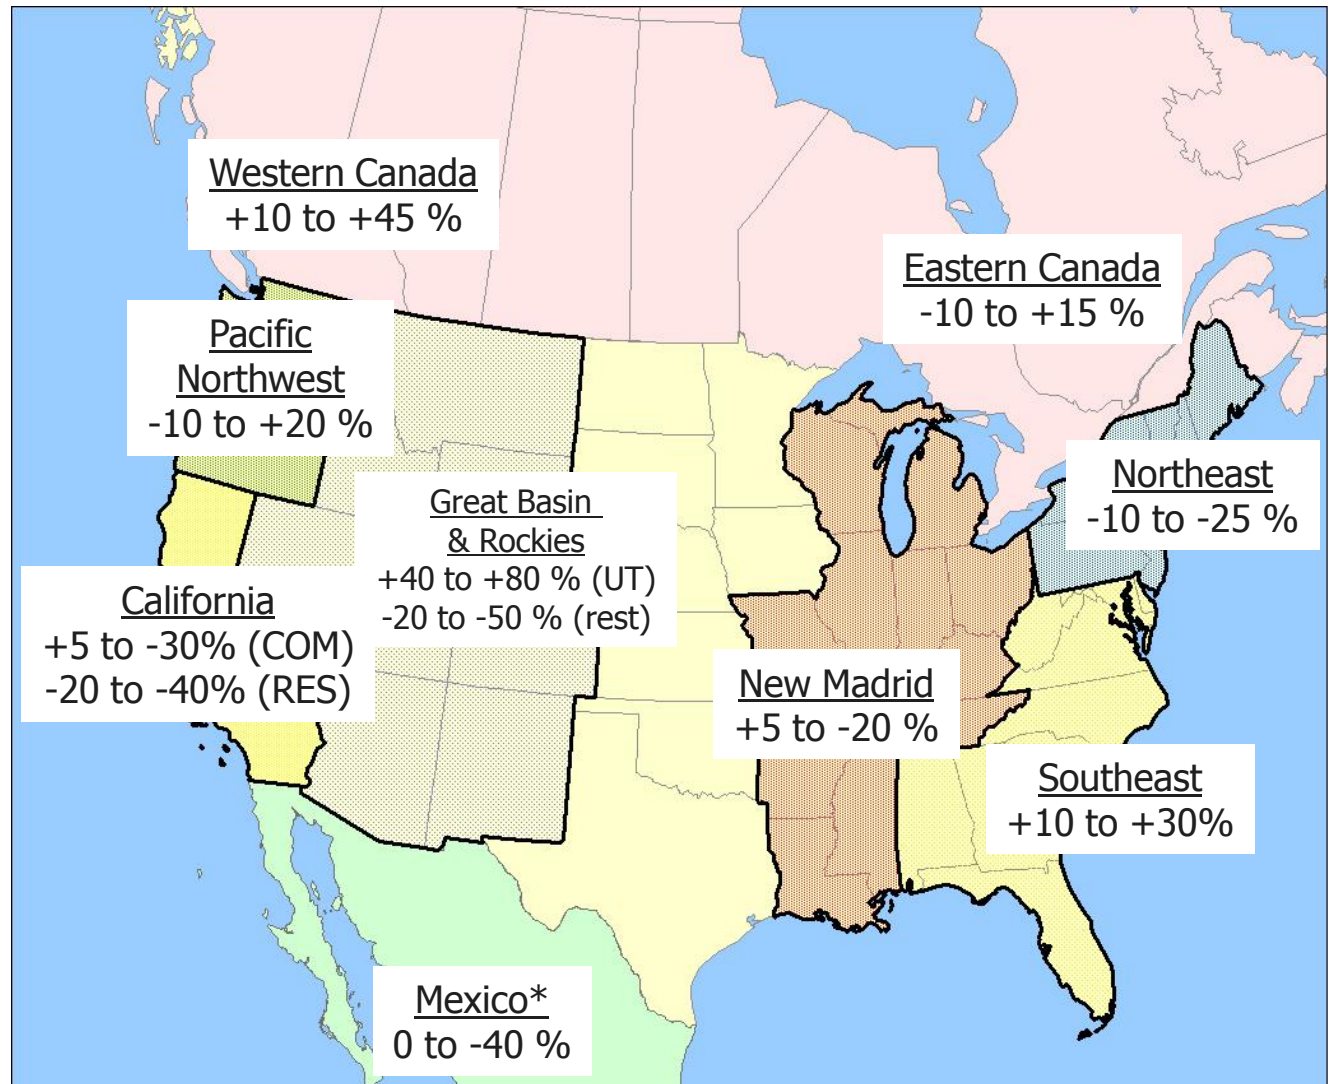 Western Canada
+10 to +45 %
Eastern Canada
-10 to +15 %
Pacific
Northwest
-10 to +20 %
Northeast
-10 to -25 %
Great Basin
& Rockies
+40 to +80 % (UT)
-20 to -50 % (rest)
California
+5 to -30% (COM)
-20 to -40% (RES)
New Madrid
+5 to -20 %
Southeast
+10 to +30%
Mexico*
0 to -40 %